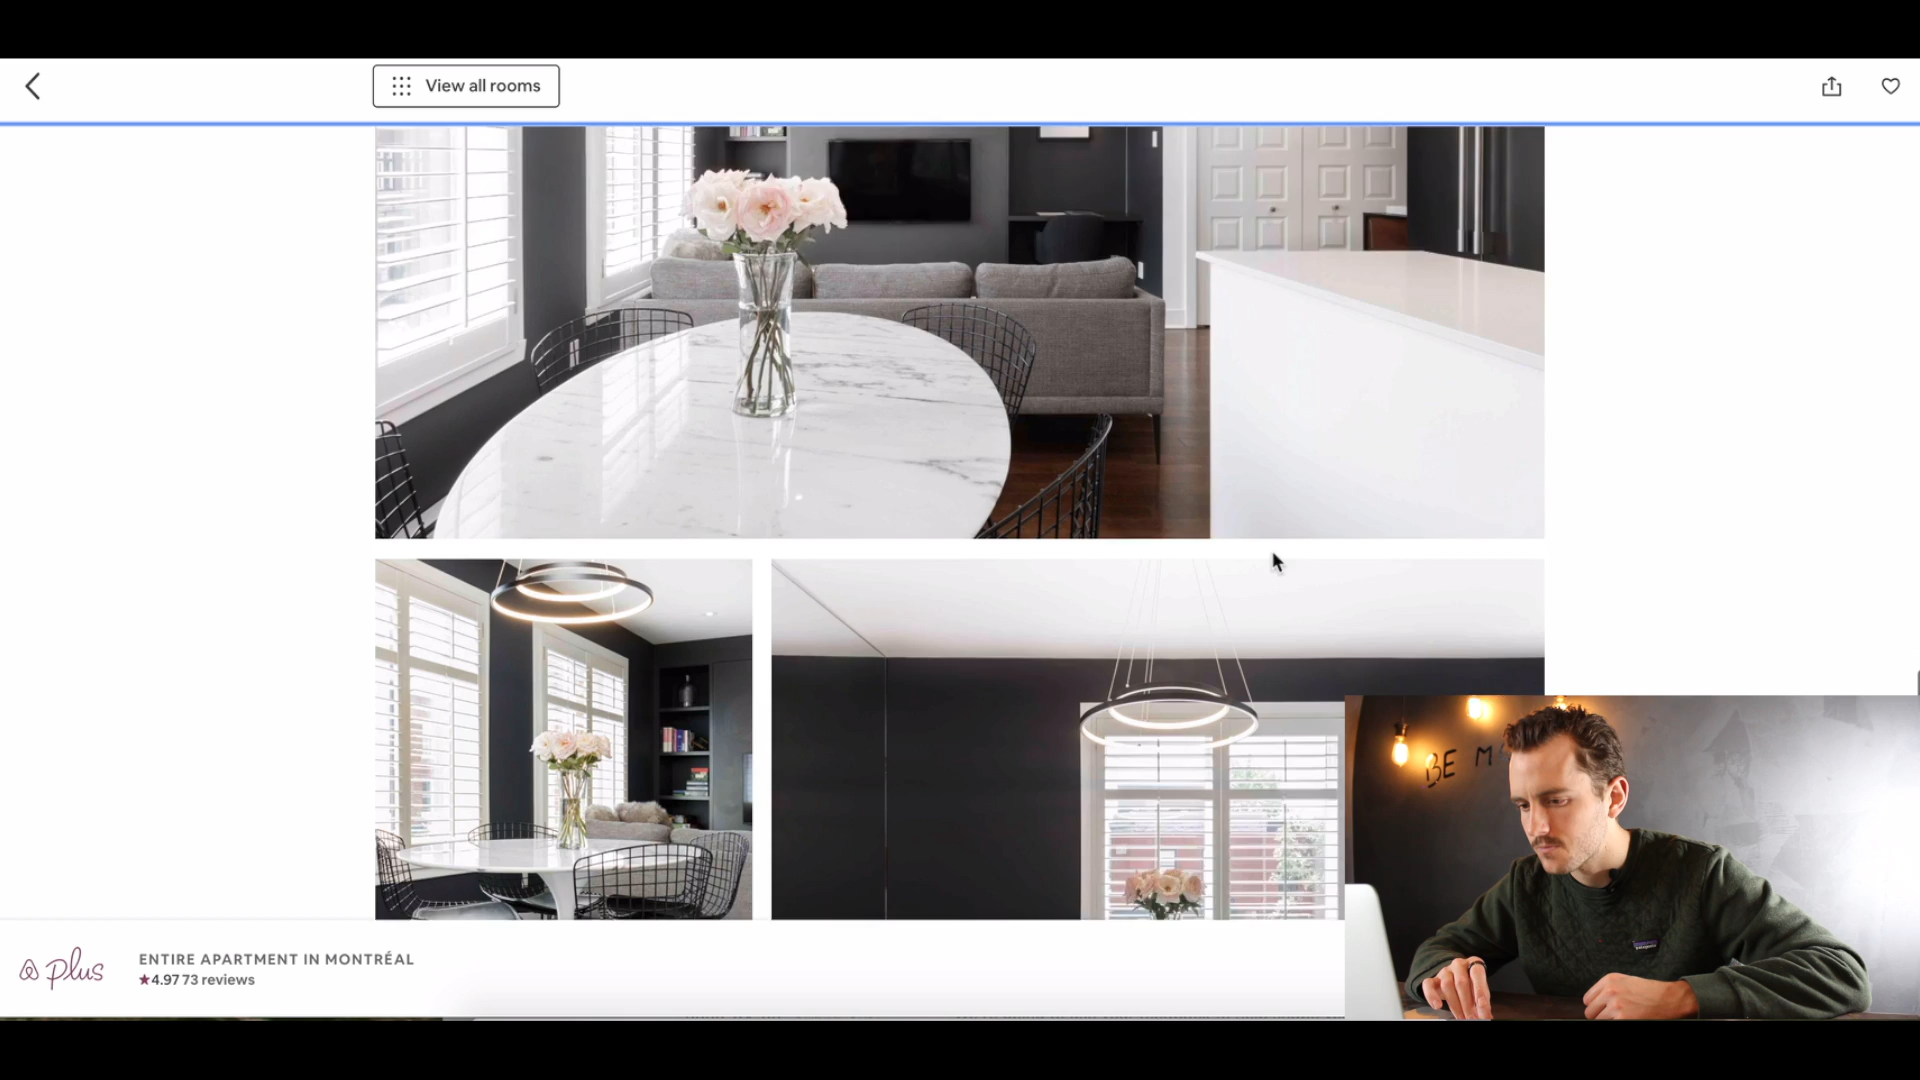 View all rooms
BE M
plus
ENTIRE APARTMENT IN MONTRÉAL
★4.97 73 reviews